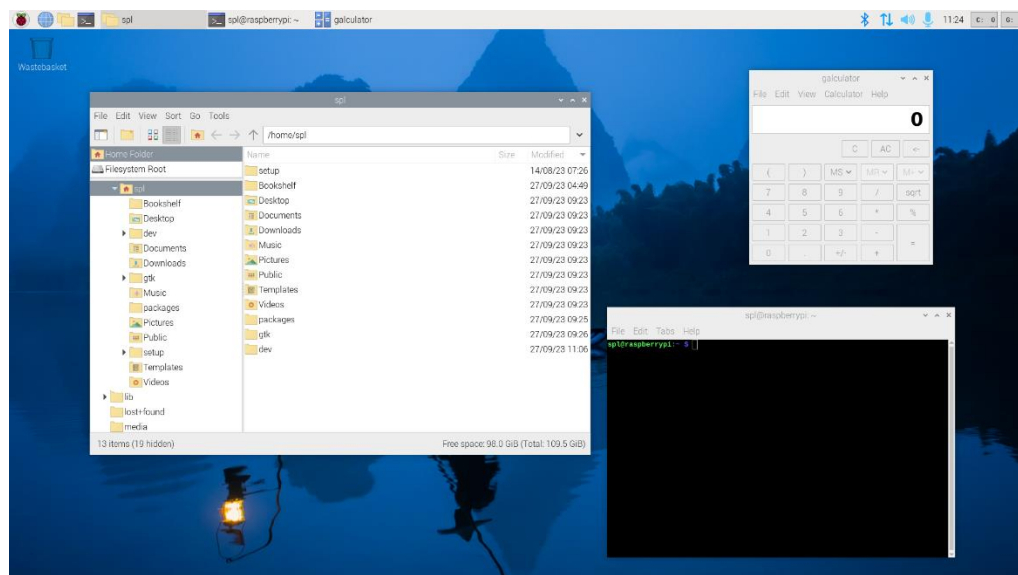 spl
spl@raspberrypi: ~
galculator
11:24
C: 0
G:
Wastebasket
spl
File Edit View Sort Go Tools
/home/spl
Home Folder
Filesystem Root
spl
Bookshelf
Desktop
dev
Documents
Downloads
gtk
Music
packages
Pictures
Public
setup
Templates
Videos
lib
lost+found
media
Name Size Modified
setup 14/08/23 07:26
Bookshelf 27/09/23 04:49
Desktop 27/09/23 09:23
Documents 27/09/23 09:23
Downloads 27/09/23 09:23
Music 27/09/23 09:23
Pictures 27/09/23 09:23
Public 27/09/23 09:23
Templates 27/09/23 09:23
Videos 27/09/23 09:23
packages 27/09/23 09:25
gtk 27/09/23 09:26
dev 27/09/23 11:06
13 items (19 hidden)
Free space: 98.0 GiB (Total: 109.5 GiB)
galculator
File Edit View Calculator Help
0
C AC <-
( ) MS MR M+
7 8 9 / sqrt
4 5 6 * %
1 2 3 - =
0 . +/- +
spl@raspberrypi: ~
File Edit Tabs Help
spl@raspberrypi:~ $